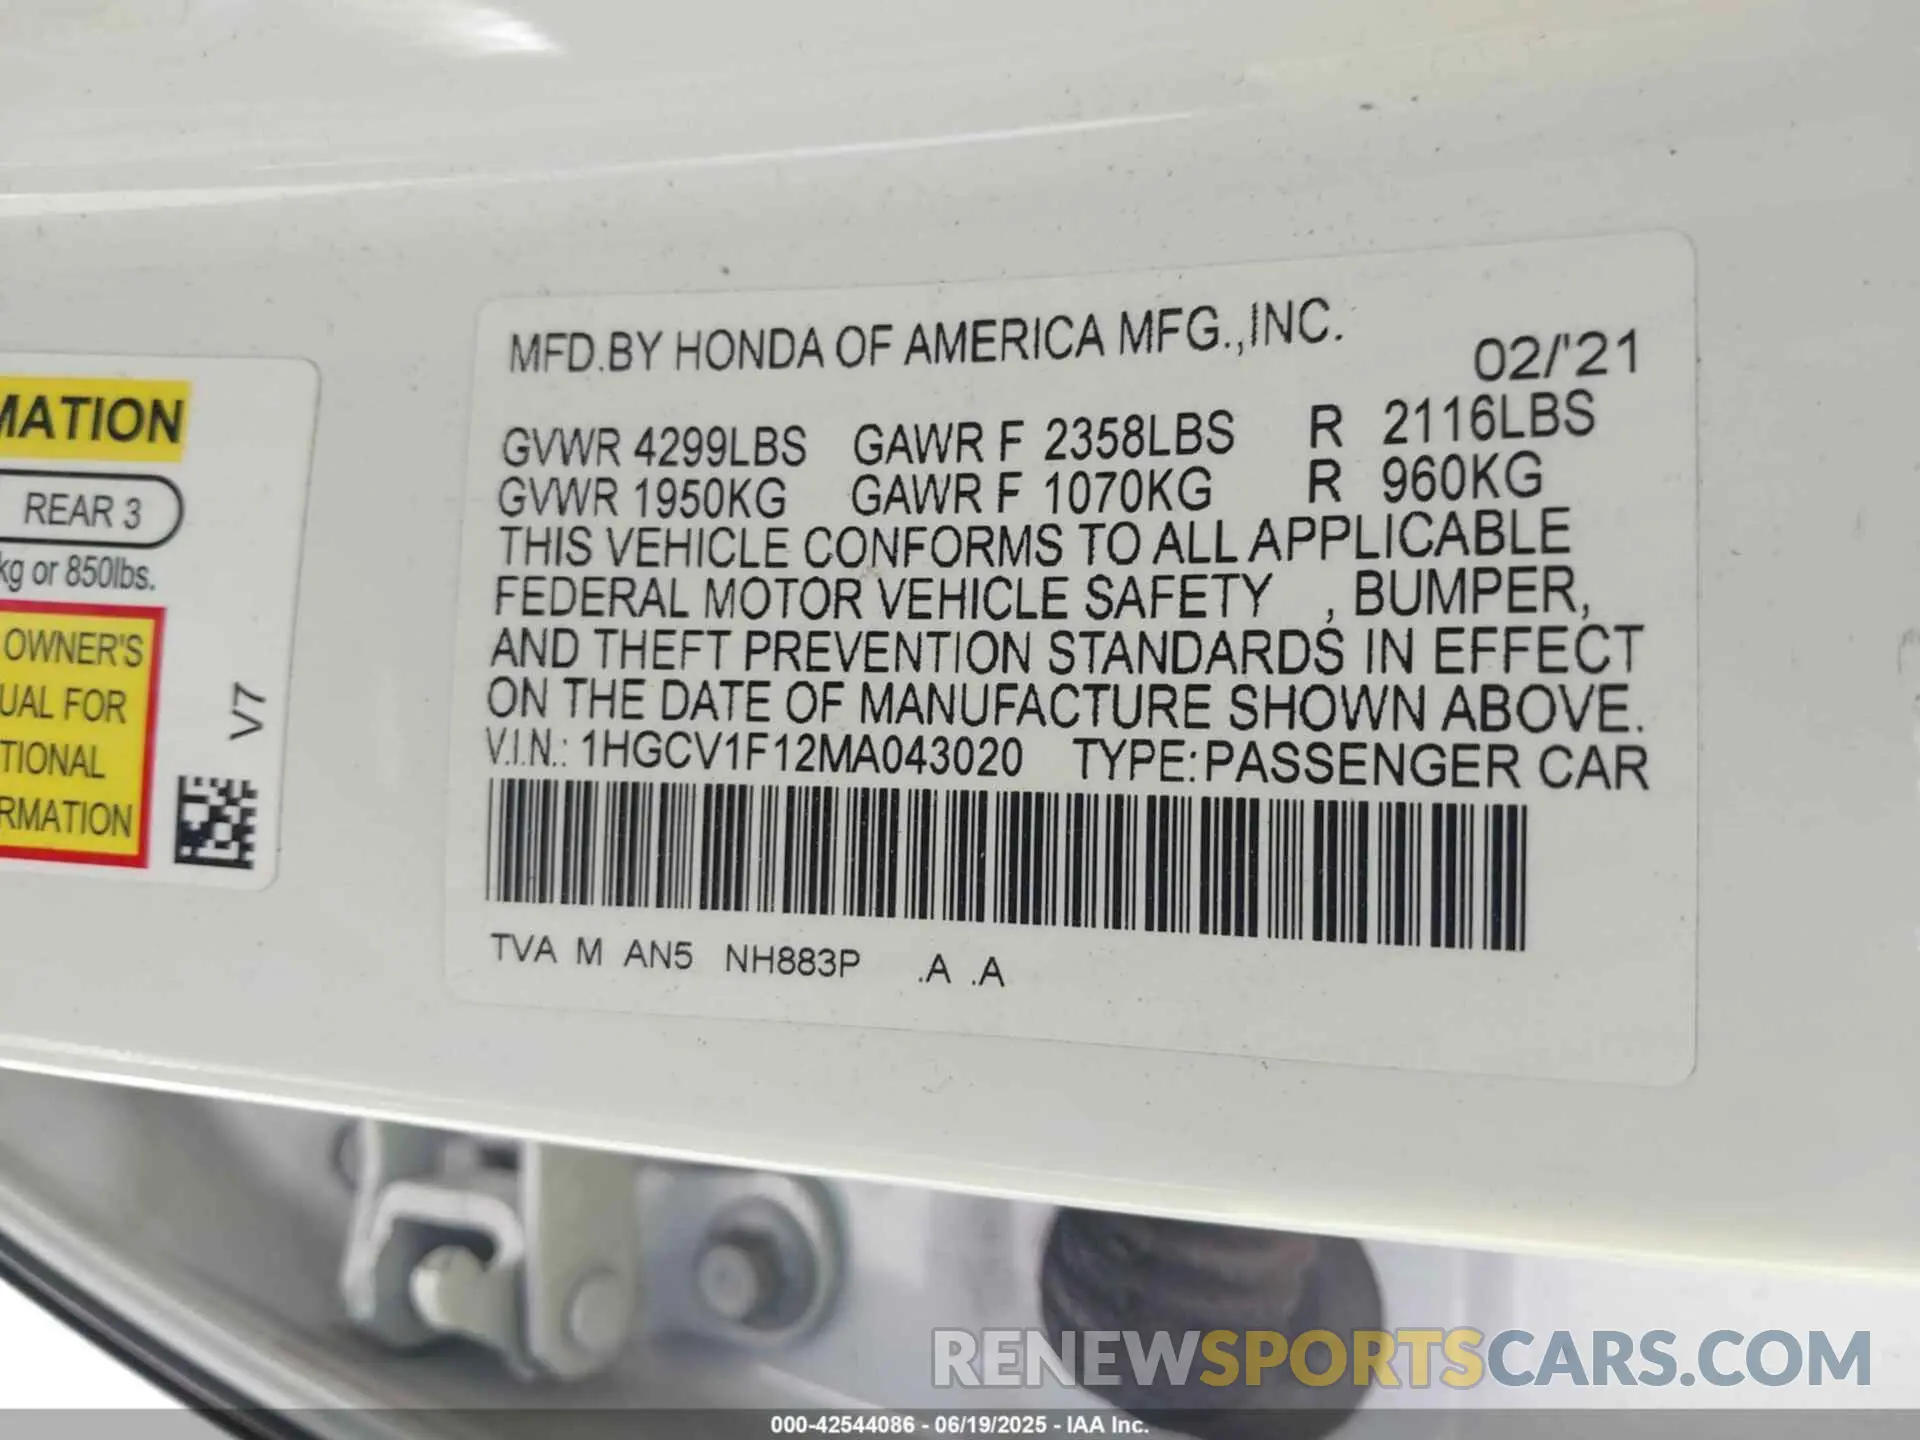 MATION
REAR 3
kg or 850lbs.
OWNER'S
UAL FOR
TIONAL
RMATION
V7
MFD.BY HONDA OF AMERICA MFG.,INC.
02/'21
GVWR 4299LBS GAWR F 2358LBS R 2116LBS
GVWR 1950KG GAWR F 1070KG R 960KG
THIS VEHICLE CONFORMS TO ALL APPLICABLE
FEDERAL MOTOR VEHICLE SAFETY , BUMPER,
AND THEFT PREVENTION STANDARDS IN EFFECT
ON THE DATE OF MANUFACTURE SHOWN ABOVE.
V.I.N.: 1HGCV1F12MA043020 TYPE:PASSENGER CAR
TVA M AN5 NH883P .A .A
RENEWSPORTSCARS.COM
000-42544086 - 06/19/2025 - IAA Inc.